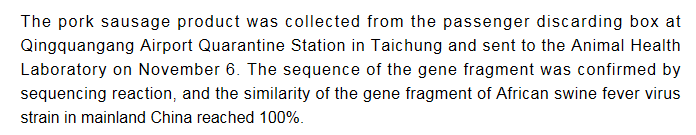 The pork sausage product was collected from the passenger discarding box at
Qingquangang Airport Quarantine Station in Taichung and sent to the Animal Health
Laboratory on November 6. The sequence of the gene fragment was confirmed by
sequencing reaction, and the similarity of the gene fragment of African swine fever virus
strain in mainland China reached 100%.